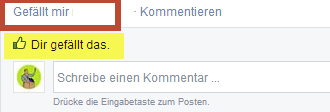 Gefällt mir · Kommentieren
Dir gefällt das.
Schreibe einen Kommentar ...
Drücke die Eingabetaste zum Posten.